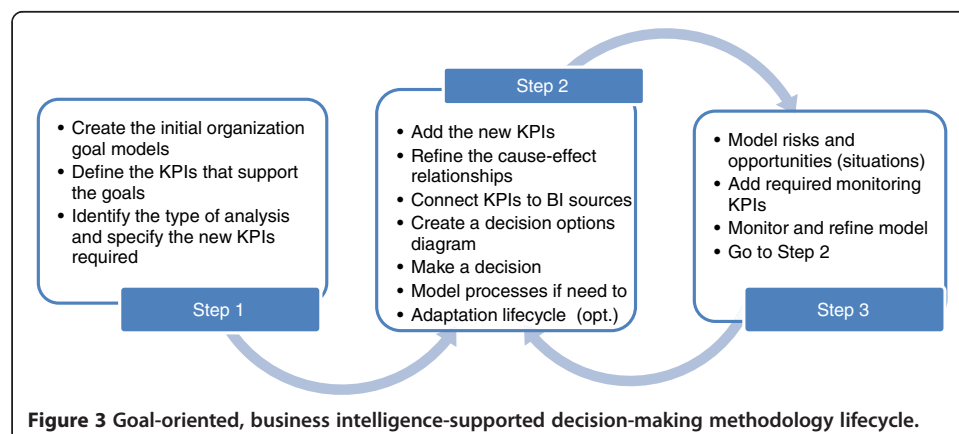 • Create the initial organization
goal models
• Define the KPIs that support
the goals
• Identify the type of analysis
and specify the new KPIs
required
Step 1
Step 2
• Add the new KPIs
• Refine the cause-effect
relationships
• Connect KPIs to BI sources
• Create a decision options
diagram
• Make a decision
• Model processes if need to
• Adaptation lifecycle (opt.)
• Model risks and
opportunities (situations)
• Add required monitoring
KPIs
• Monitor and refine model
• Go to Step 2
Step 3
Figure 3 Goal-oriented, business intelligence-supported decision-making methodology lifecycle.